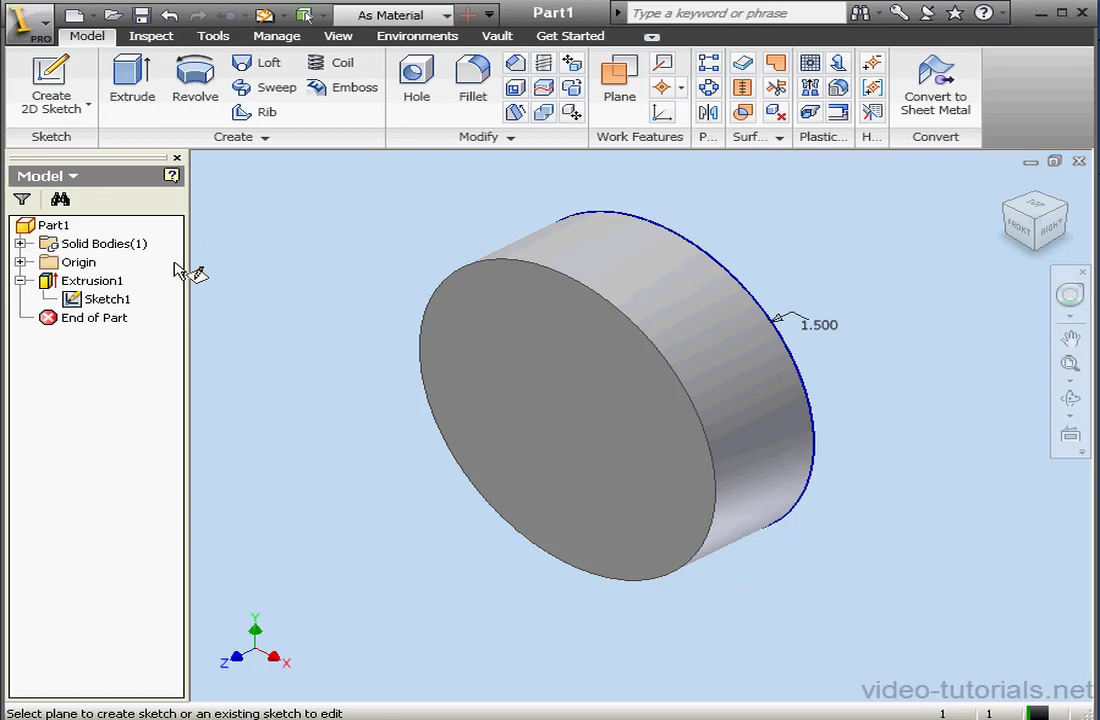 PRO
As Material
Part1
Type a keyword or phrase
Model Inspect Tools Manage View Environments Vault Get Started
Create 2D Sketch
Extrude
Revolve
Loft
Sweep
Rib
Coil
Emboss
Hole
Fillet
Plane
Convert to Sheet Metal
Sketch Create Modify Work Features P... Surf... Plastic... H... Convert
Model
Part1
Solid Bodies(1)
Origin
Extrusion1
Sketch1
End of Part
1.500
TOP
FRONT
RIGHT
Y
Z
X
video-tutorials.net
Select plane to create sketch or an existing sketch to edit
1 1